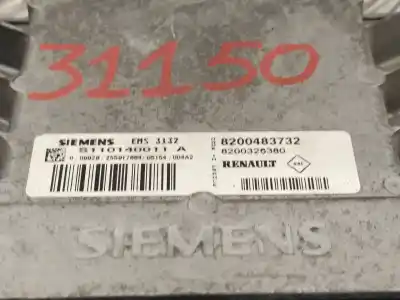 31150
SIEMENS EMS 3132
S110140011 A
8200483732
8200326380
RENAULT
SIEMENS